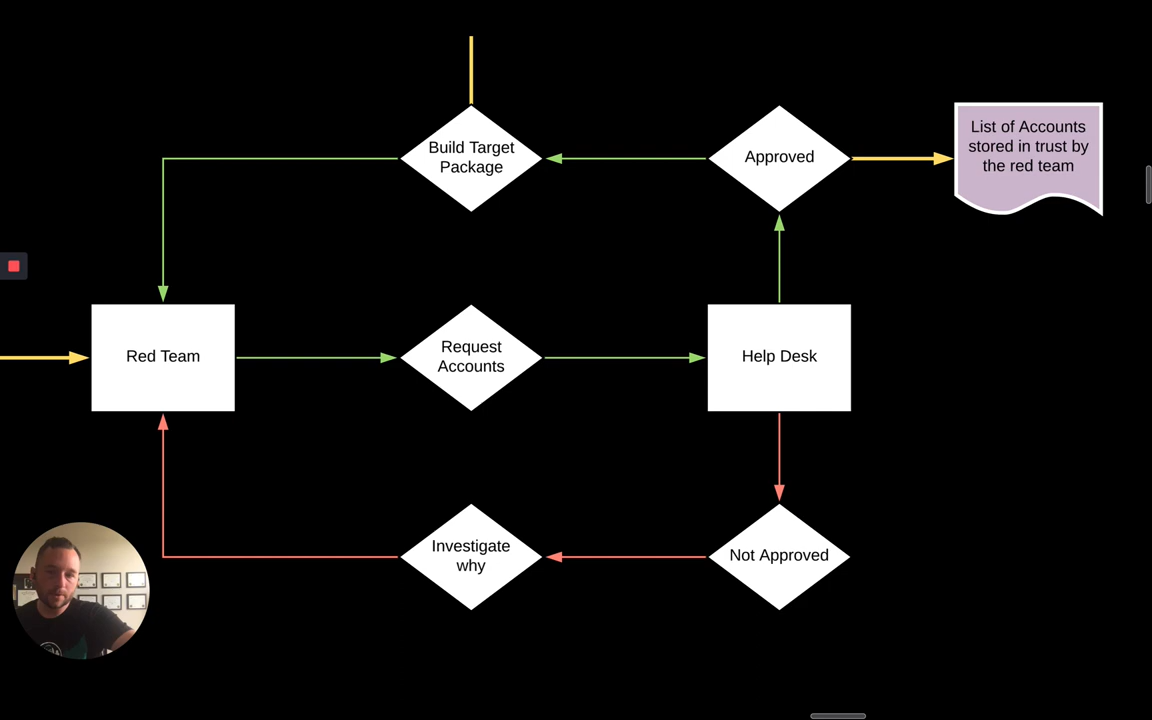 Build Target
Package
Approved
List of Accounts
stored in trust by
the red team
Red Team
Request
Accounts
Help Desk
Investigate
why
Not Approved